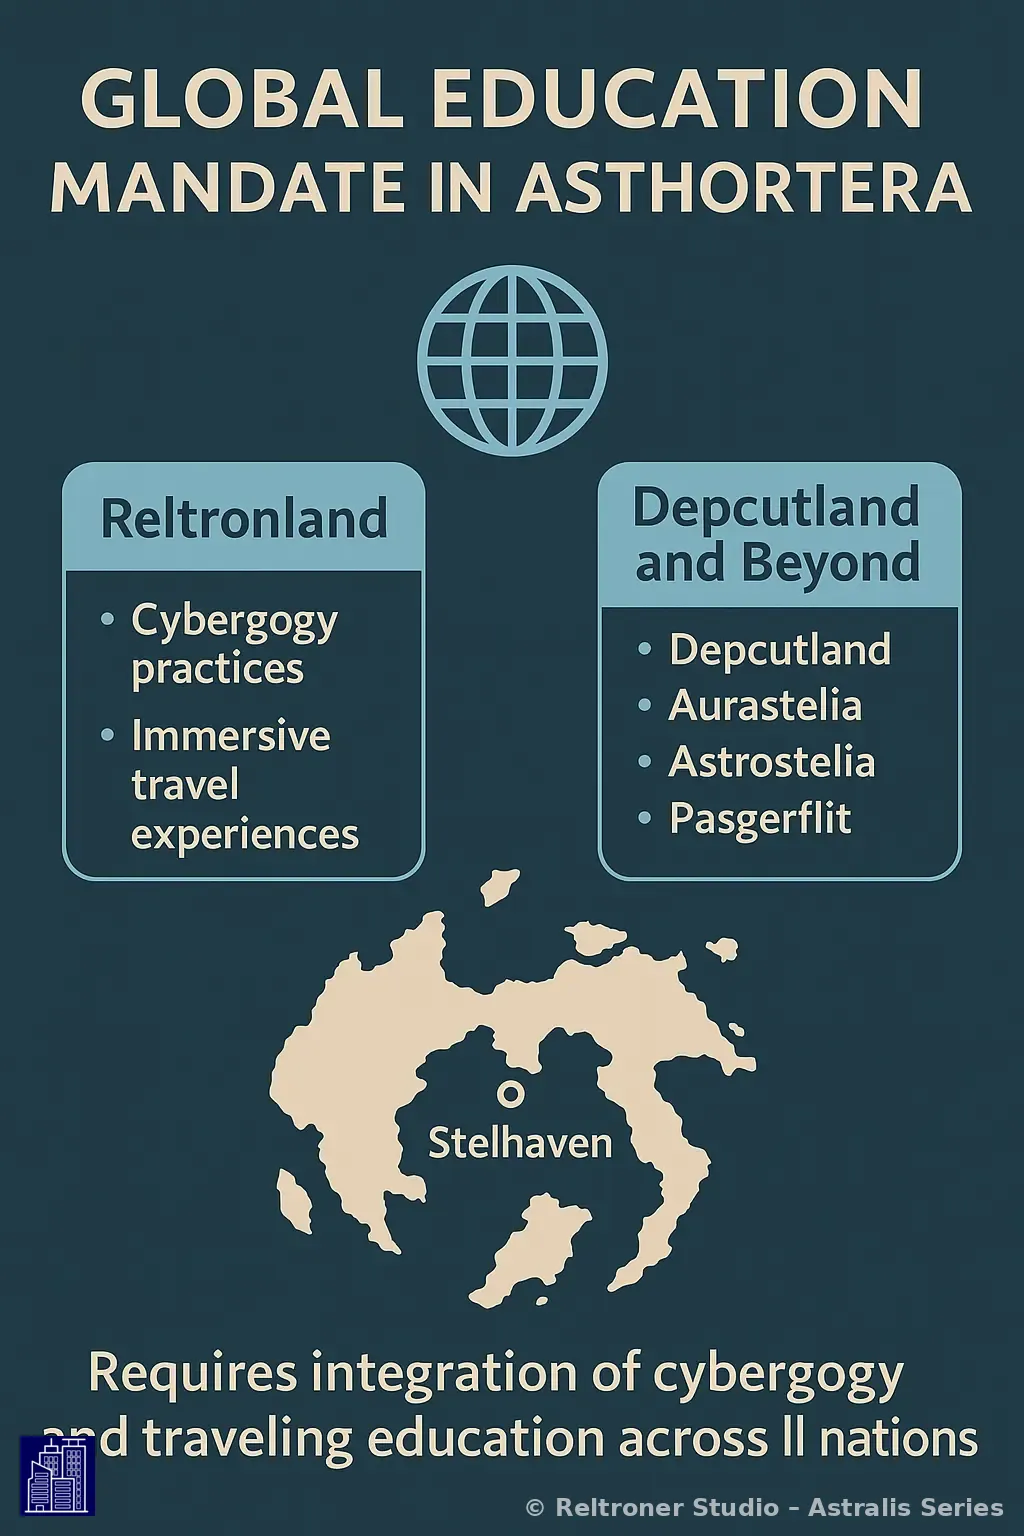 GLOBAL EDUCATION
MANDATE IN ASTHORTERA
Reltronland
• Cybergogy
practices
• Immersive
travel
experiences
Depcutland
and Beyond
• Depcutland
• Aurastelia
• Astrostelia
• Pasgerflit
Stelhaven
Requires integration of cybergogy
and traveling education across ll nations
© Reltroner Studio – Astralis Series